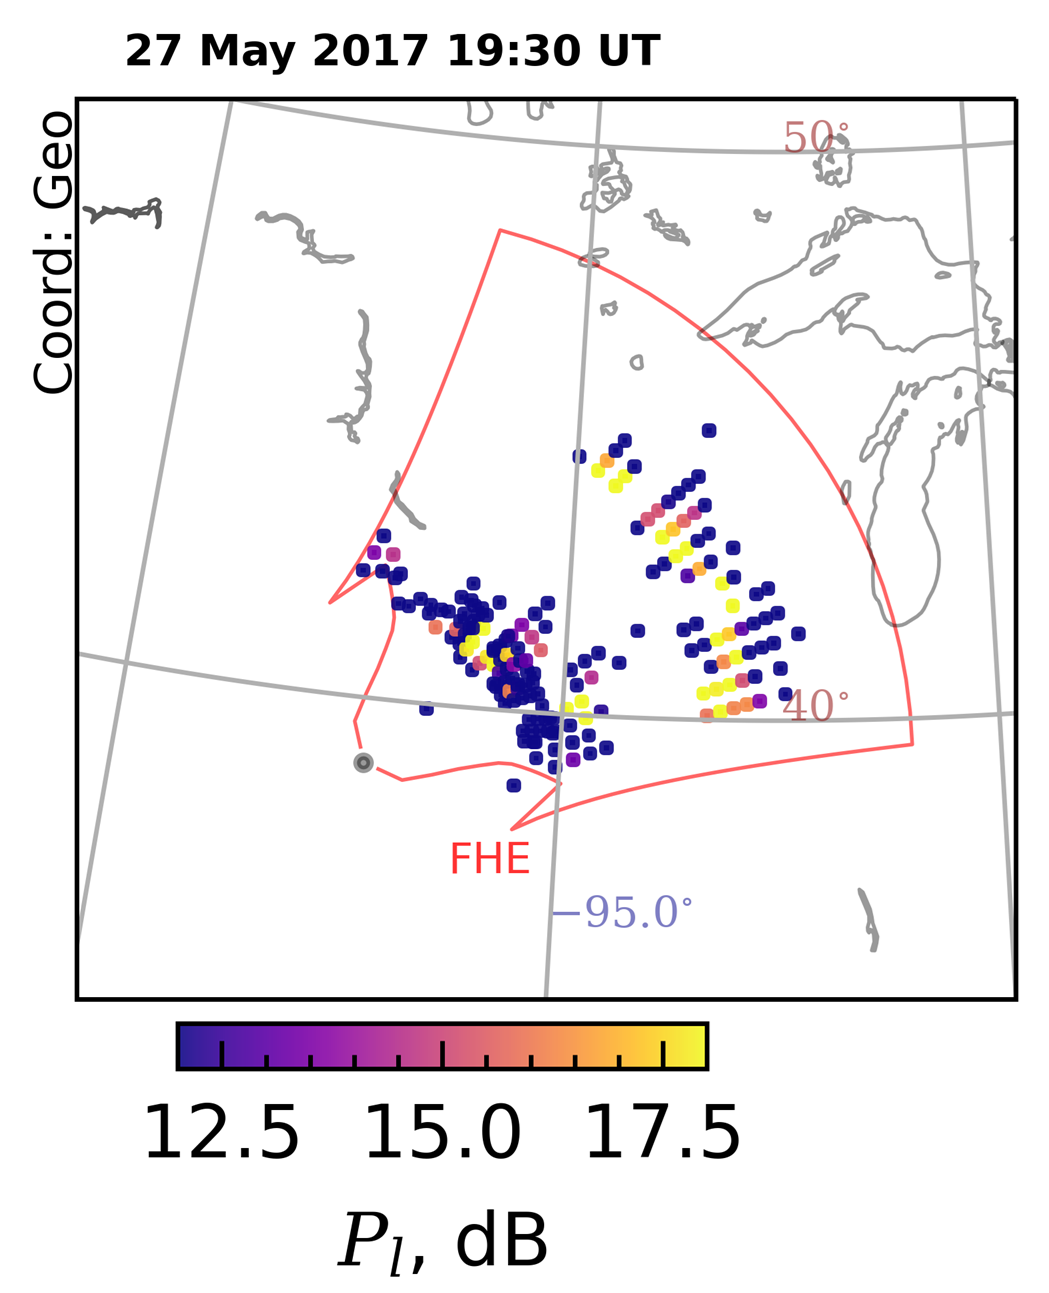 27 May 2017 19:30 UT
Coord: Geo
50°
40°
FHE
−95.0°
12.5 15.0 17.5
P_l, dB